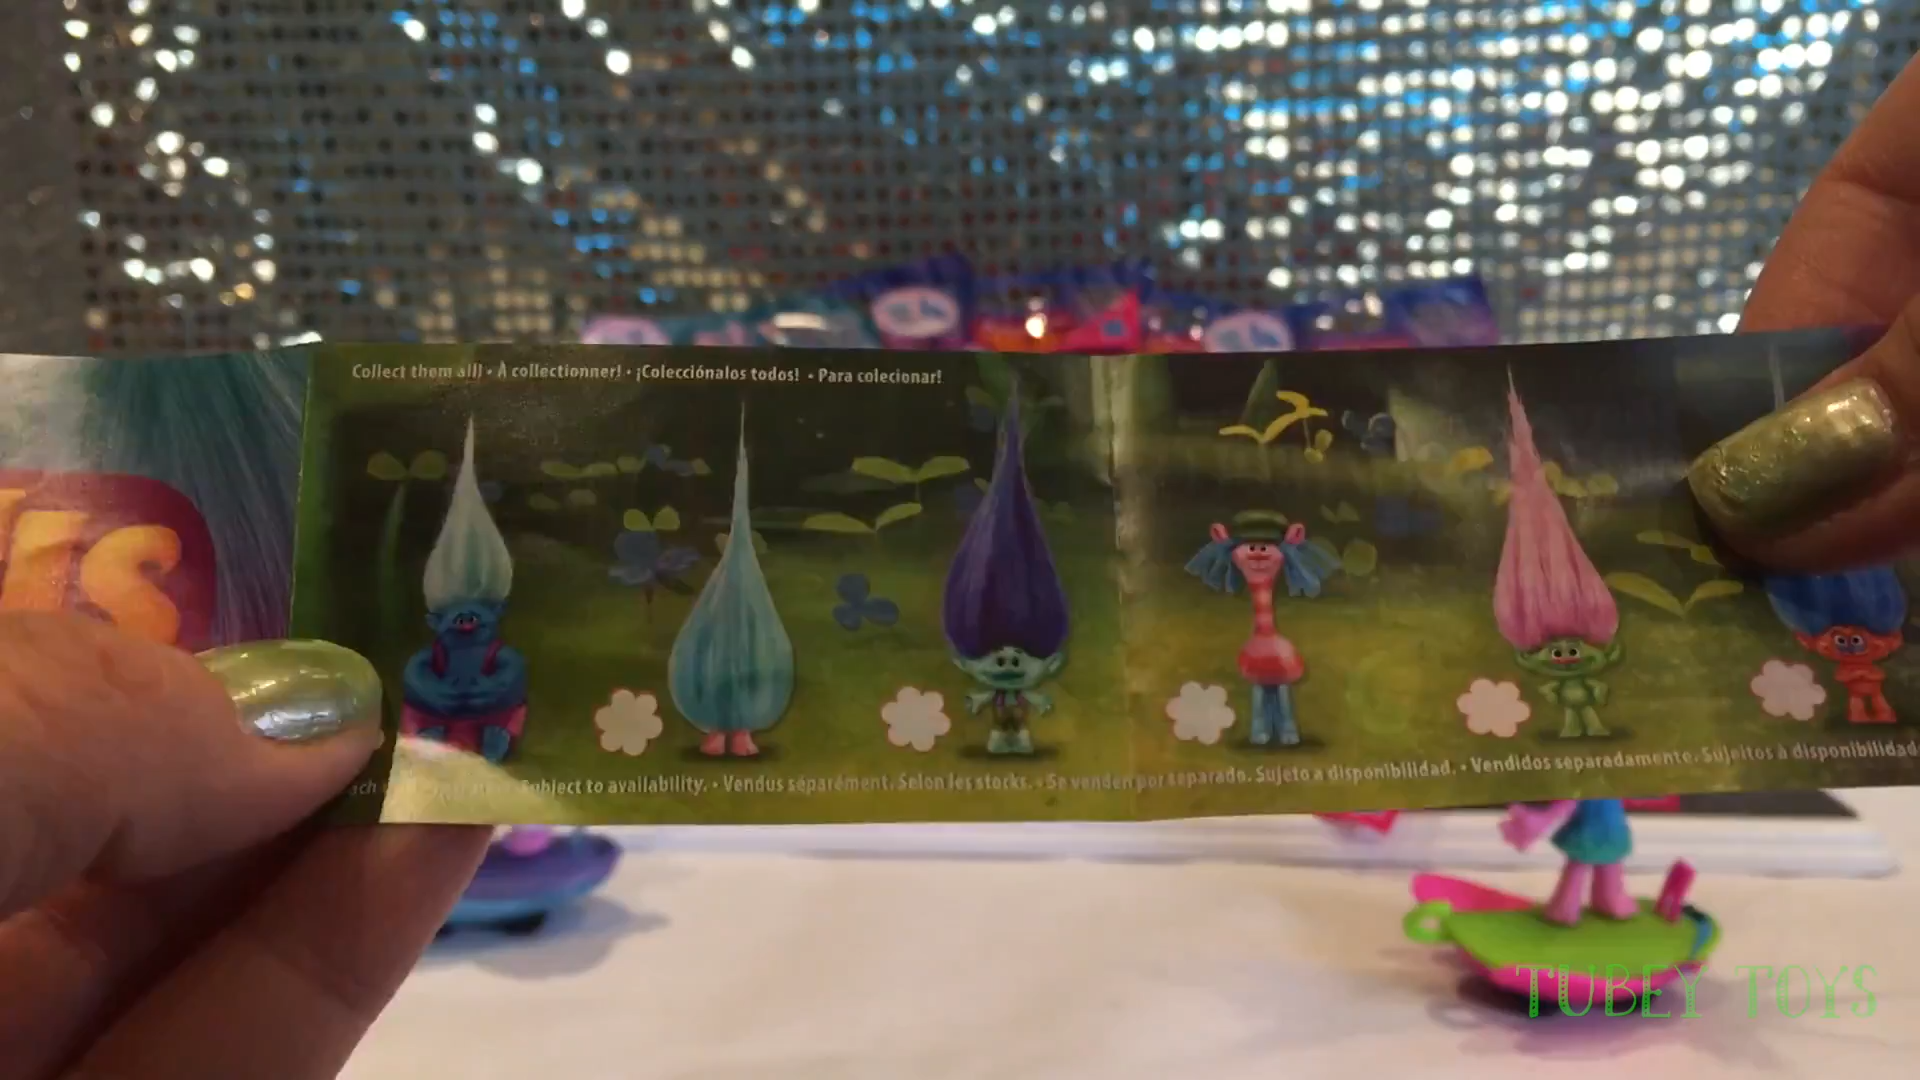 Collect them all! • À collectionner! • ¡Colecciónalos todos! • Para colecionar!
subject to availability. • Vendus séparément. Selon les stocks. • Se venden por separado. Sujeto a disponibilidad. • Vendidos separadamente. Sujeitos à disponibilidad
TUBEY TOYS